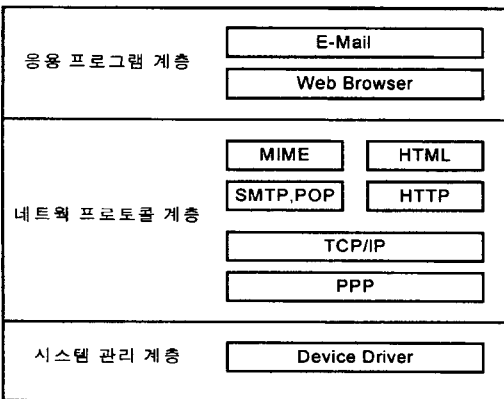 응용 프로그램 계층
E-Mail
Web Browser
네트웍 프로토콜 계층
MIME
HTML
SMTP,POP
HTTP
TCP/IP
PPP
시스템 관리 계층
Device Driver